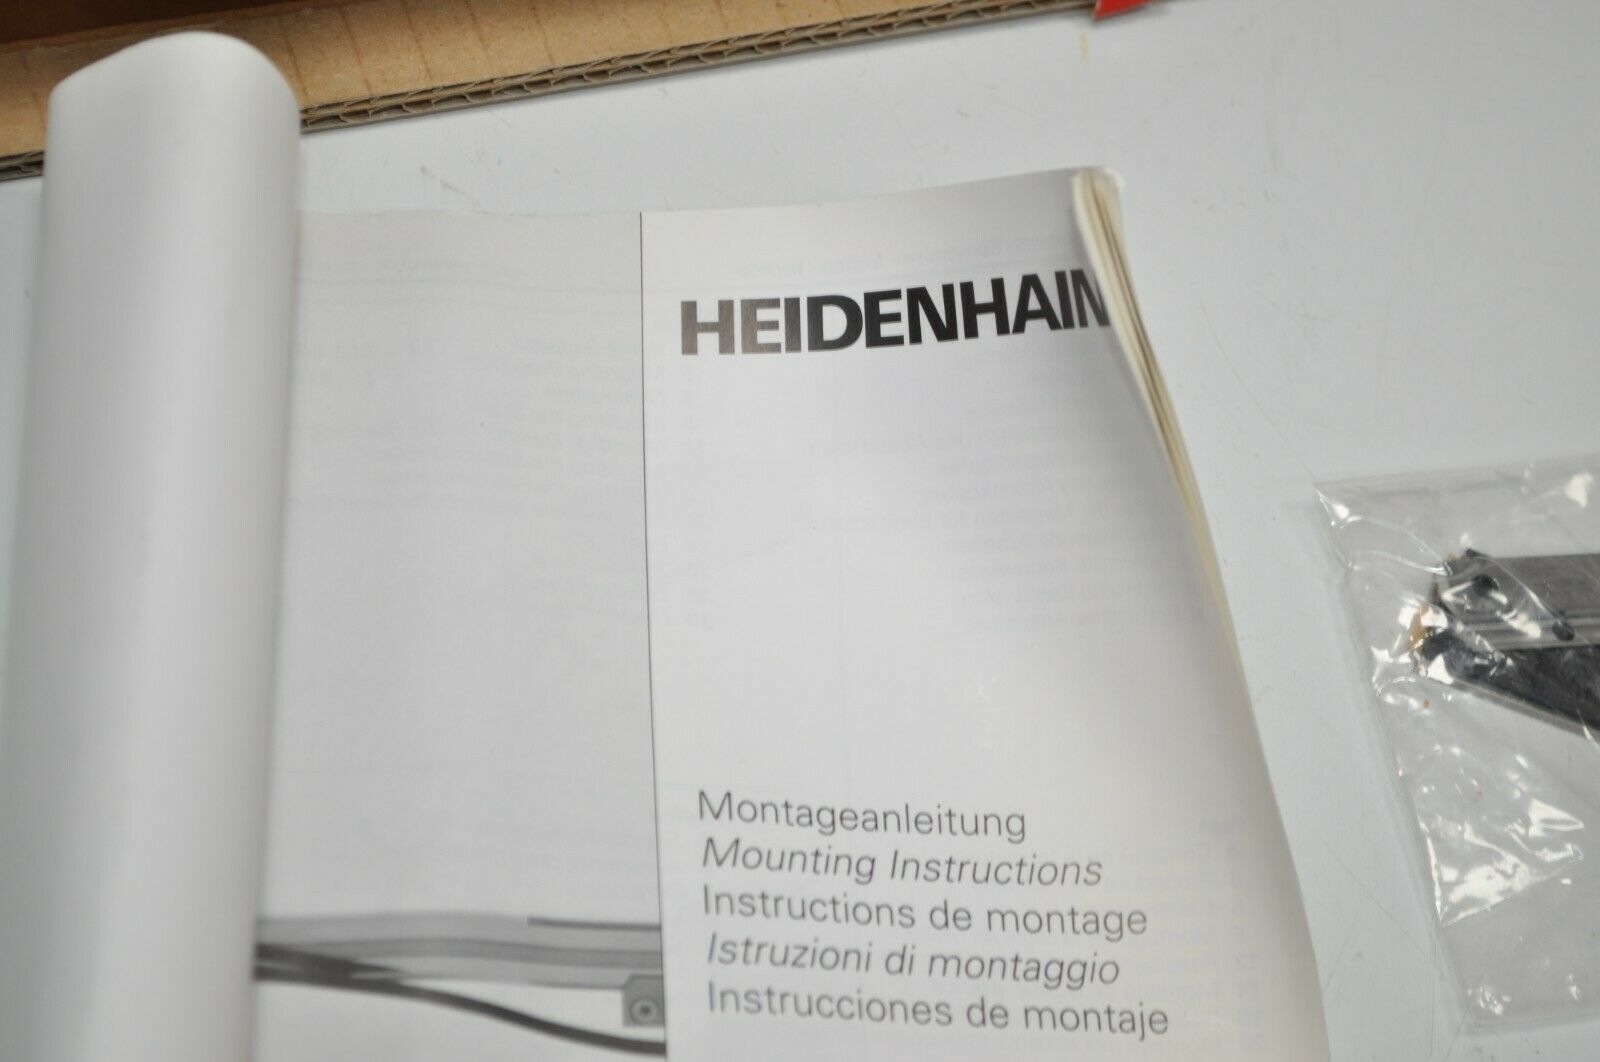 HEIDENHAIN
Montageanleitung
Mounting Instructions
Instructions de montage
Istruzioni di montaggio
Instrucciones de montaje